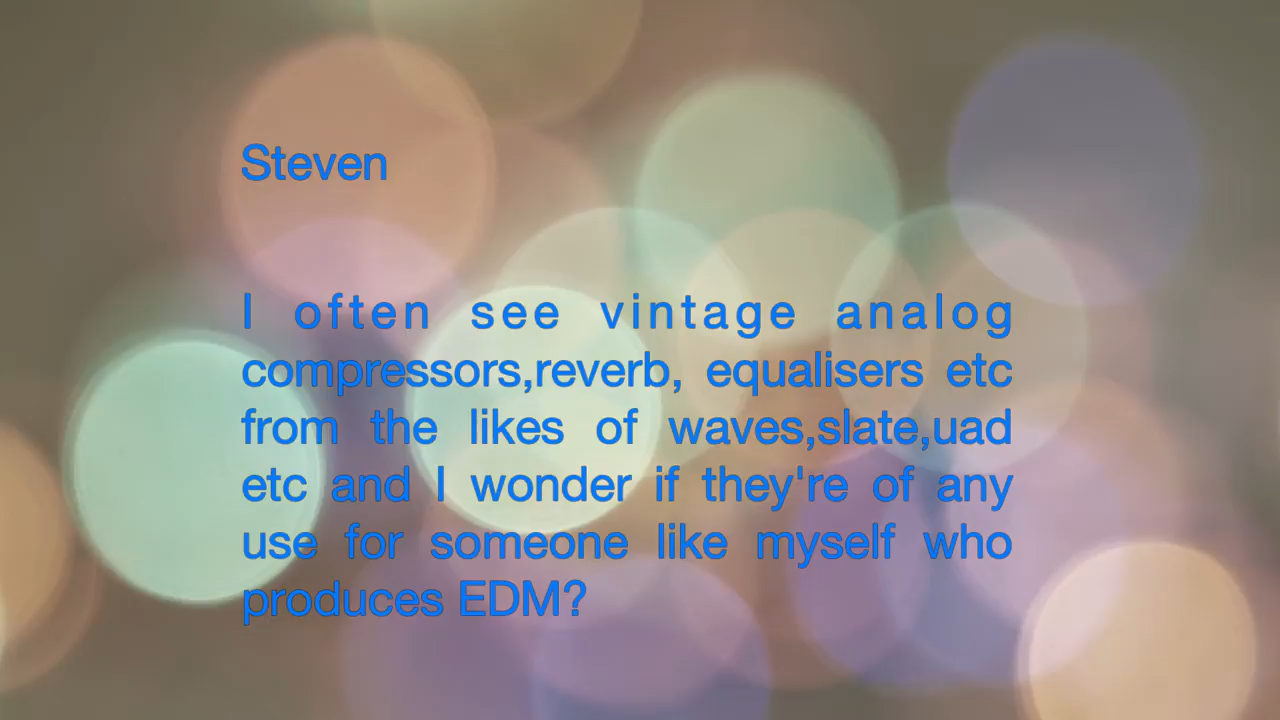 Steven
I often see vintage analog
compressors,reverb, equalisers etc
from the likes of waves,slate,uad
etc and I wonder if they're of any
use for someone like myself who
produces EDM?